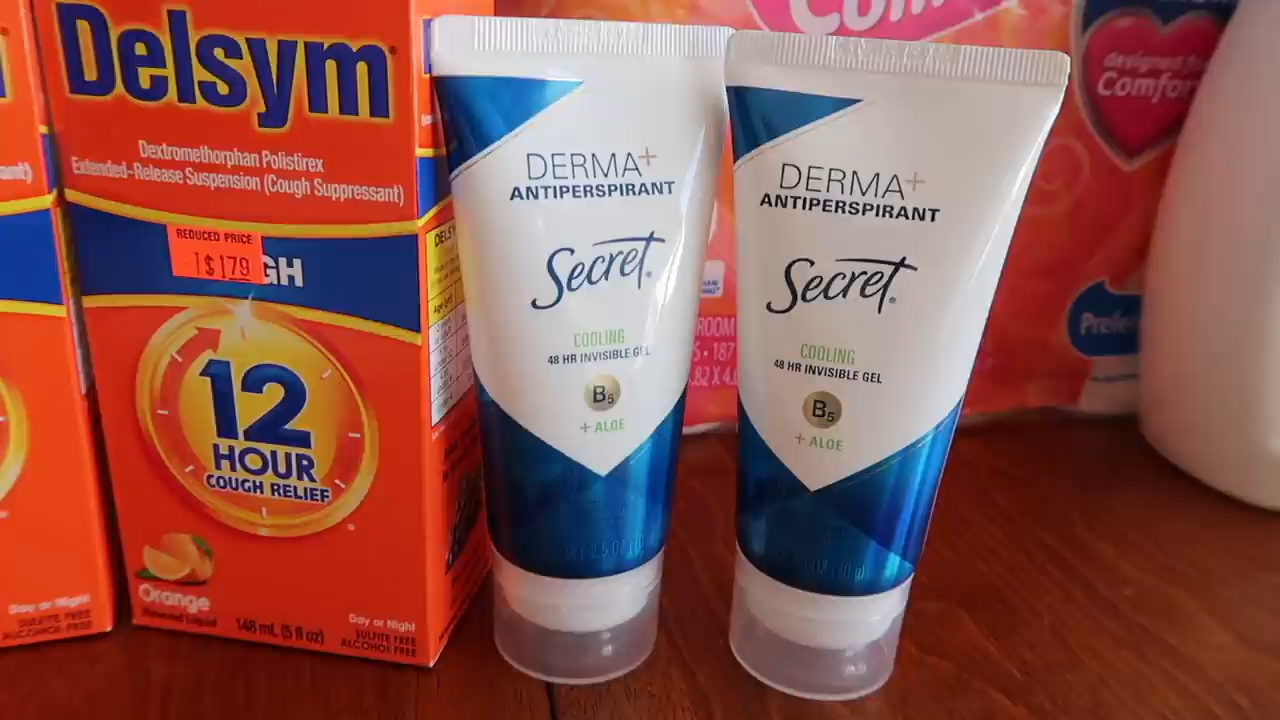 Delsym
Dextromethorphan Polistirex
Extended-Release Suspension (Cough Suppressant)
REDUCED PRICE
1$179
GH
12
HOUR
COUGH RELIEF
Orange
Flavored Liquid
148 mL (5 fl oz)
Day or Night
SULFITE FREE
ALCOHOL FREE
Day or Night
SULFITE FREE
ALCOHOL FREE
DERMA+
ANTIPERSPIRANT
Secret
COOLING
48 HR INVISIBLE GEL
B5
+ ALOE
DERMA+
ANTIPERSPIRANT
Secret
COOLING
48 HR INVISIBLE GEL
B5
+ ALOE
designed for
Comfort